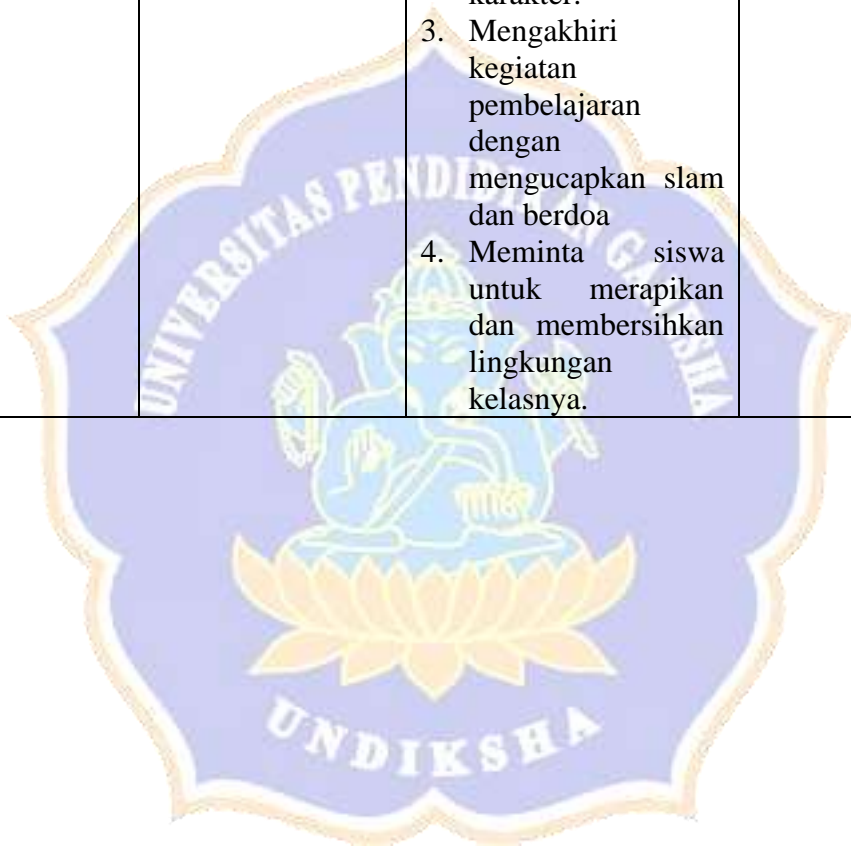 karakter.
3. Mengakhiri
kegiatan
pembelajaran
dengan
mengucapkan slam
dan berdoa
4. Meminta siswa
untuk merapikan
dan membersihkan
lingkungan
kelasnya.
UNIVERSITAS PENDIDIKAN GANESHA
UNDIKSHA